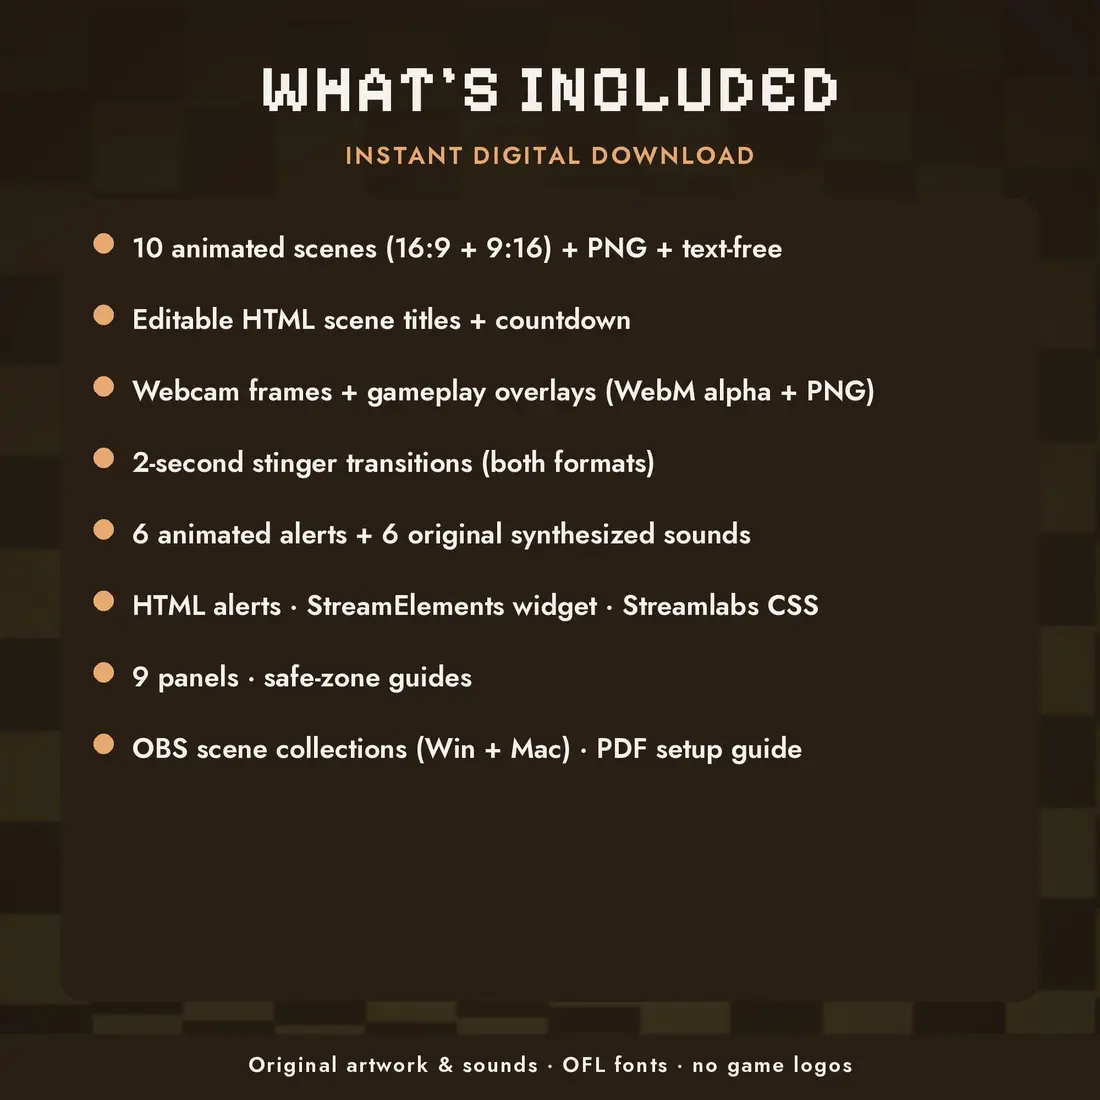 WHAT'S INCLUDED
INSTANT DIGITAL DOWNLOAD
10 animated scenes (16:9 + 9:16) + PNG + text-free
Editable HTML scene titles + countdown
Webcam frames + gameplay overlays (WebM alpha + PNG)
2-second stinger transitions (both formats)
6 animated alerts + 6 original synthesized sounds
HTML alerts · StreamElements widget · Streamlabs CSS
9 panels · safe-zone guides
OBS scene collections (Win + Mac) · PDF setup guide
Original artwork & sounds · OFL fonts · no game logos